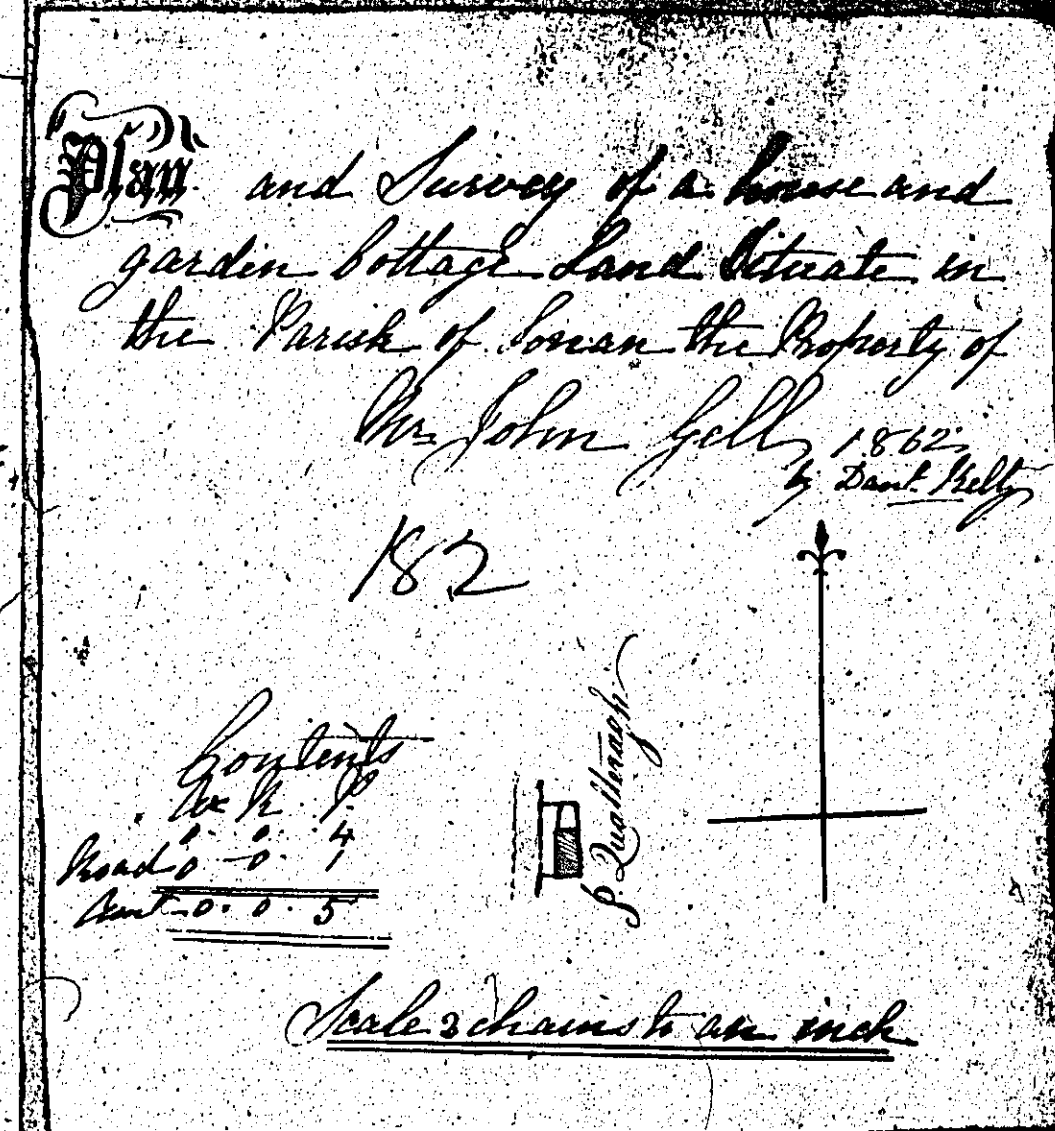 Plan and Survey of a house and
garden Cottage Land Situate in
the Parish of Lonan the Property of
Mr John Gell 1862
by Danl. Kelly
182
Contents
Ac R. P
0. 0. 4
Road 0 - 0. 1
0. 0. 5
Qualtrough
Scale 2 chains to an inch